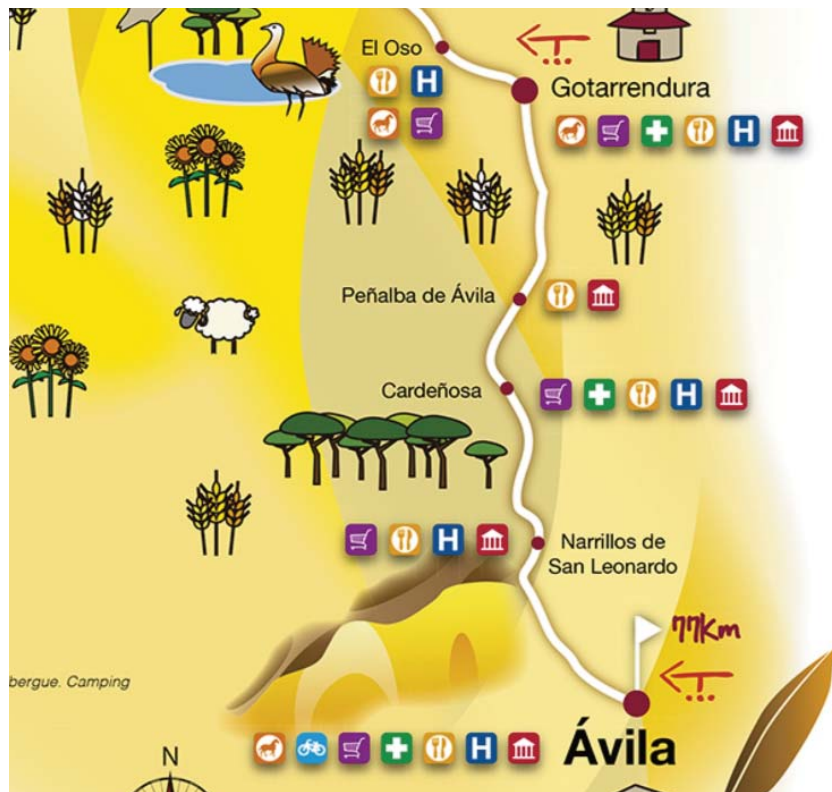 El Oso
H
Gotarrendura
H
Peñalba de Ávila
Cardeñosa
H
H
Narrillos de
San Leonardo
77Km
bergue. Camping
H
Ávila
N